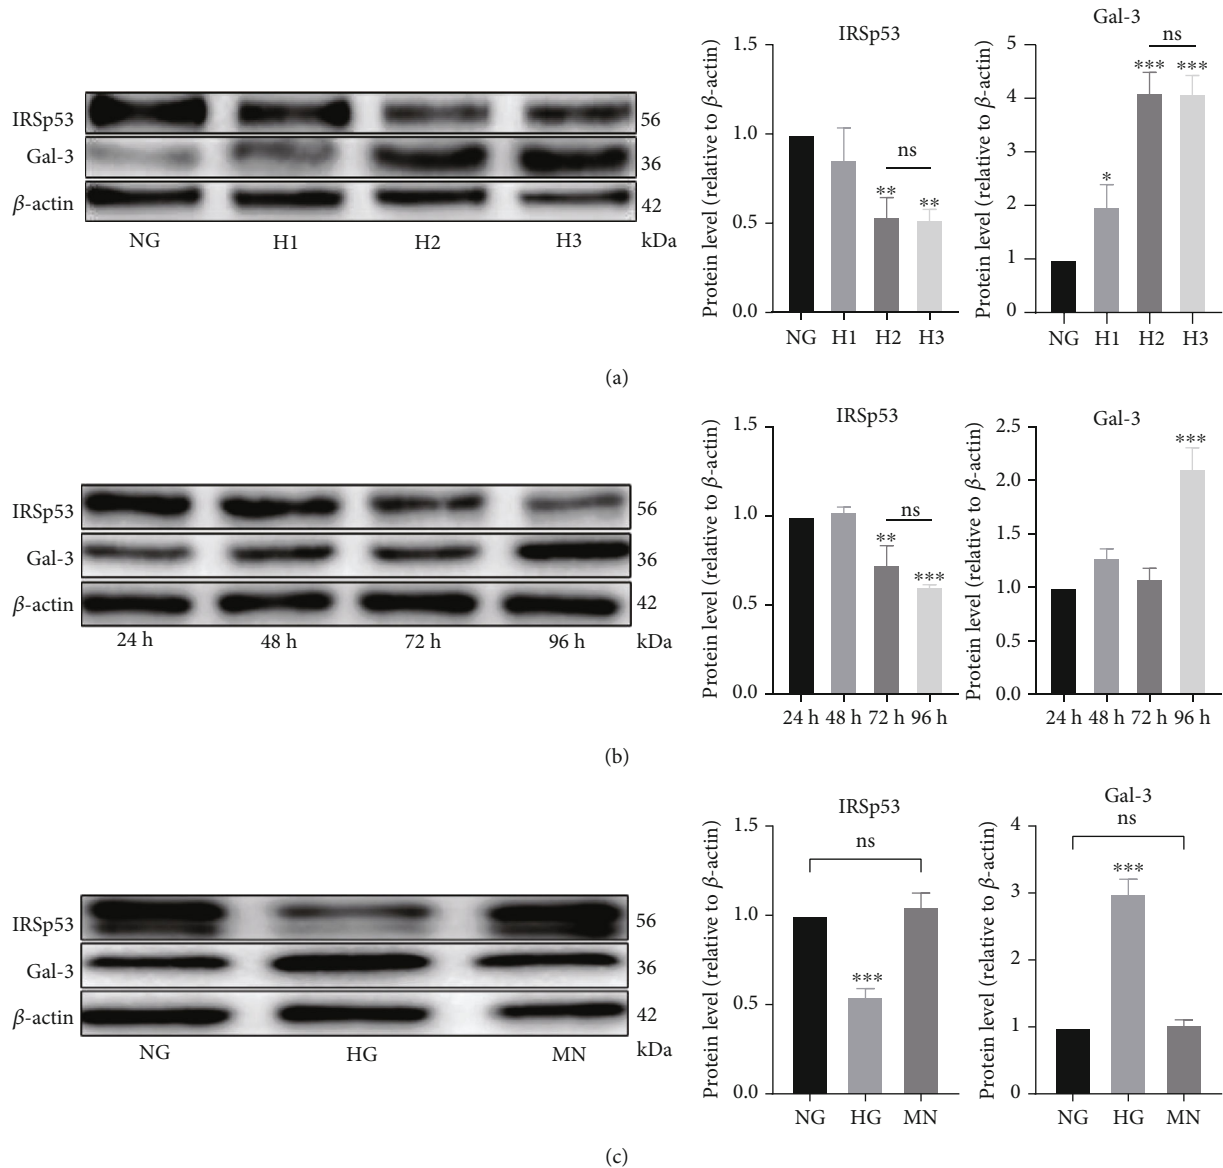 IRSp53
Gal-3
β-actin
56
36
42
NG H1 H2 H3 kDa
IRSp53
Protein level (relative to β-actin)
1.5
1.0
0.5
0.0
ns
** **
NG H1 H2 H3
Gal-3
Protein level (relative to β-actin)
5
4
3
2
1
0
ns
* *** ***
NG H1 H2 H3
(a)
IRSp53
Gal-3
β-actin
56
36
42
24 h 48 h 72 h 96 h kDa
IRSp53
Protein level (relative to β-actin)
1.5
1.0
0.5
0.0
ns
** ***
24 h 48 h 72 h 96 h
Gal-3
Protein level (relative to β-actin)
2.5
2.0
1.5
1.0
0.5
0.0
***
24 h 48 h 72 h 96 h
(b)
IRSp53
Gal-3
β-actin
56
36
42
NG HG MN kDa
IRSp53
Protein level (relative to β-actin)
1.5
1.0
0.5
0.0
ns
***
NG HG MN
Gal-3
Protein level (relative to β-actin)
4
3
2
1
0
ns
***
NG HG MN
(c)